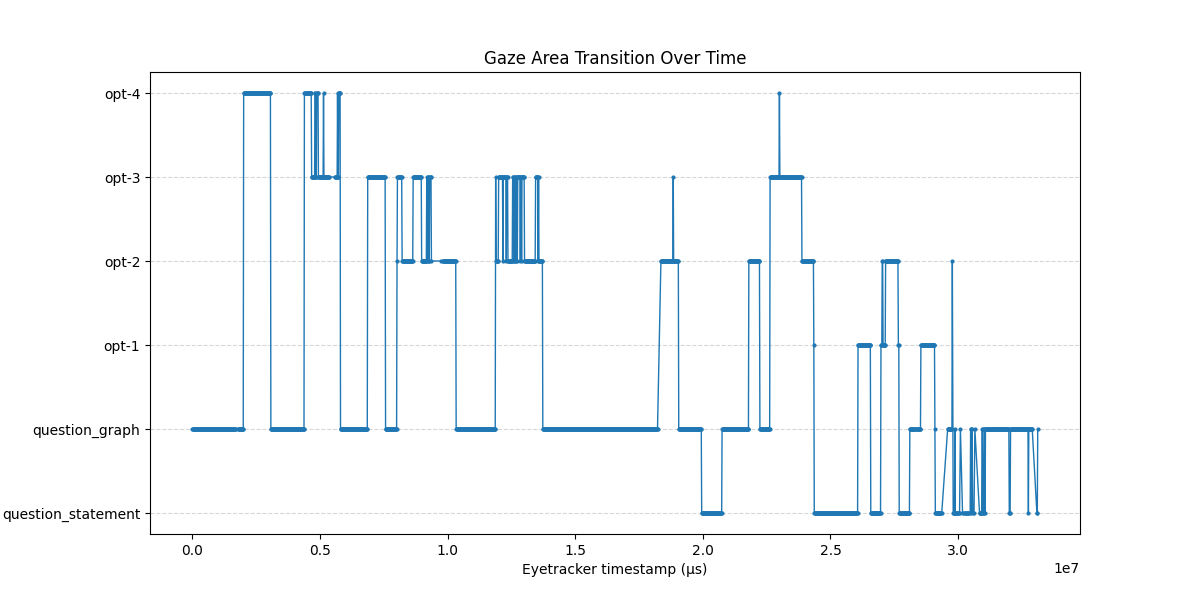 Gaze Area Transition Over Time
opt-4
opt-3
opt-2
opt-1
question_graph
question_statement
0.0 0.5 1.0 1.5 2.0 2.5 3.0
1e7
Eyetracker timestamp (µs)